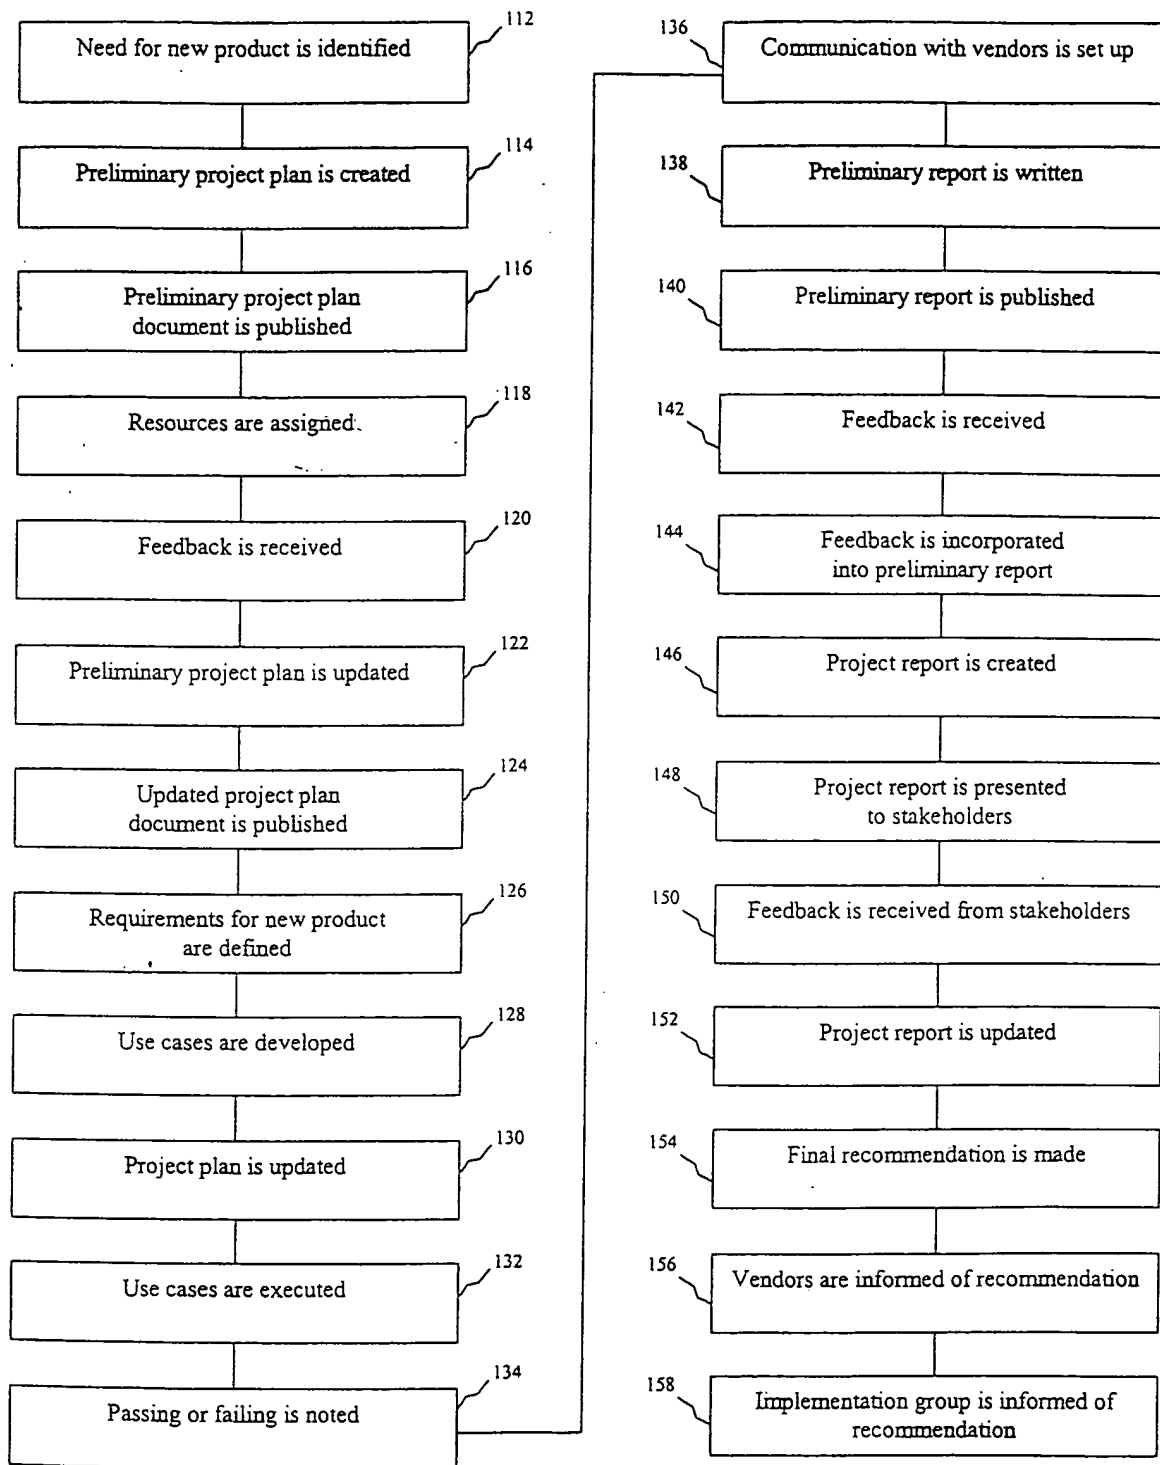 Need for new product is identified
112
Preliminary project plan is created
114
Preliminary project plan
document is published
116
Resources are assigned.
118
Feedback is received
120
Preliminary project plan is updated
122
Updated project plan
document is published
124
Requirements for new product
are defined
126
Use cases are developed
128
Project plan is updated
130
Use cases are executed
132
Passing or failing is noted
134
136
Communication with vendors is set up
138
Preliminary report is written
140
Preliminary report is published
142
Feedback is received
144
Feedback is incorporated
into preliminary report
146
Project report is created
148
Project report is presented
to stakeholders
150
Feedback is received from stakeholders
152
Project report is updated
154
Final recommendation is made
156
Vendors are informed of recommendation
158
Implementation group is informed of
recommendation